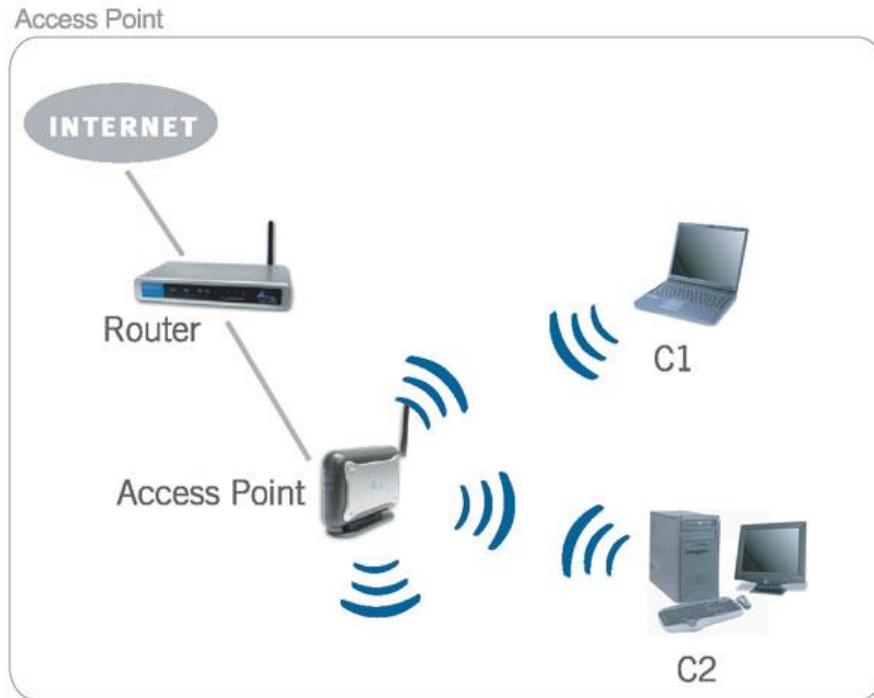 Access Point
INTERNET
Router
C1
Access Point
C2